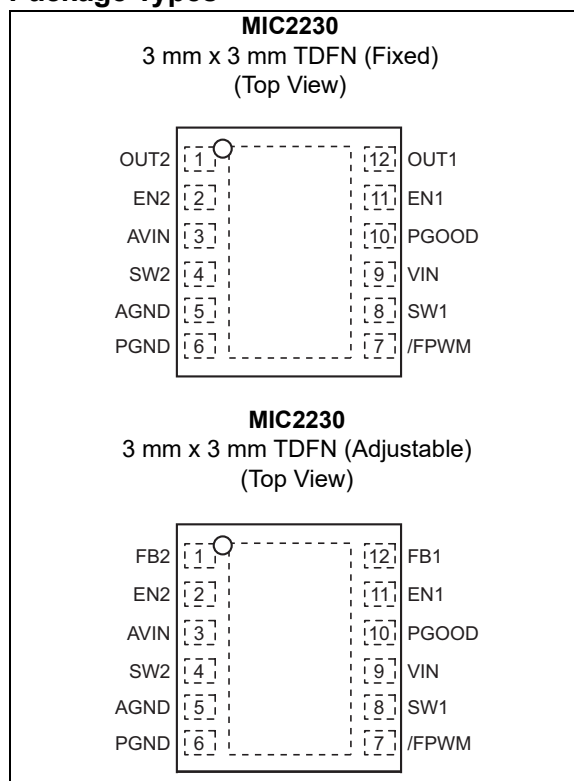 Package Types
MIC2230
3 mm x 3 mm TDFN (Fixed)
(Top View)
OUT2 1 12 OUT1
EN2 2 11 EN1
AVIN 3 10 PGOOD
SW2 4 9 VIN
AGND 5 8 SW1
PGND 6 7 /FPWM
MIC2230
3 mm x 3 mm TDFN (Adjustable)
(Top View)
FB2 1 12 FB1
EN2 2 11 EN1
AVIN 3 10 PGOOD
SW2 4 9 VIN
AGND 5 8 SW1
PGND 6 7 /FPWM